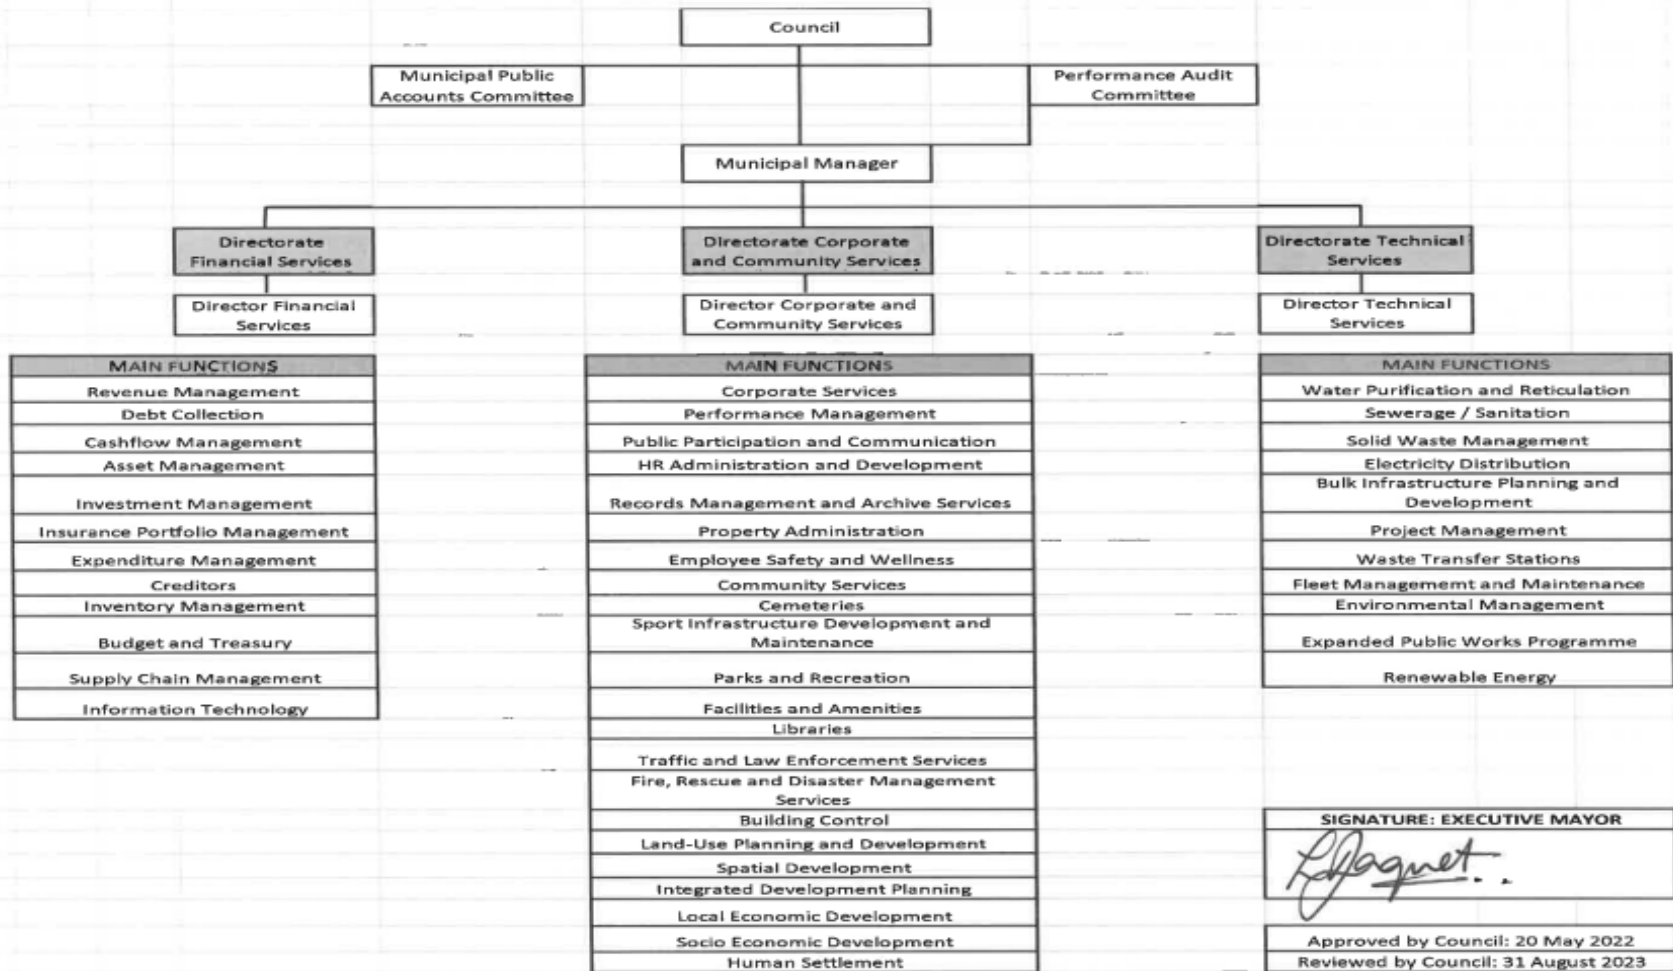 Council
Municipal Public
Accounts Committee
Performance Audit
Committee
Municipal Manager
Directorate
Financial Services
Directorate Corporate
and Community Services
Directorate Technical
Services
Director Financial
Services
Director Corporate and
Community Services
Director Technical
Services
MAIN FUNCTIONS
Revenue Management
Debt Collection
Cashflow Management
Asset Management
Investment Management
Insurance Portfolio Management
Expenditure Management
Creditors
Inventory Management
Budget and Treasury
Supply Chain Management
Information Technology
MAIN FUNCTIONS
Corporate Services
Performance Management
Public Participation and Communication
HR Administration and Development
Records Management and Archive Services
Property Administration
Employee Safety and Wellness
Community Services
Cemeteries
Sport Infrastructure Development and
Maintenance
Parks and Recreation
Facilities and Amenities
Libraries
Traffic and Law Enforcement Services
Fire, Rescue and Disaster Management
Services
Building Control
Land-Use Planning and Development
Spatial Development
Integrated Development Planning
Local Economic Development
Socio Economic Development
Human Settlement
MAIN FUNCTIONS
Water Purification and Reticulation
Sewerage / Sanitation
Solid Waste Management
Electricity Distribution
Bulk Infrastructure Planning and
Development
Project Management
Waste Transfer Stations
Fleet Managememt and Maintenance
Environmental Management
Expanded Public Works Programme
Renewable Energy
SIGNATURE: EXECUTIVE MAYOR
Approved by Council: 20 May 2022
Reviewed by Council: 31 August 2023